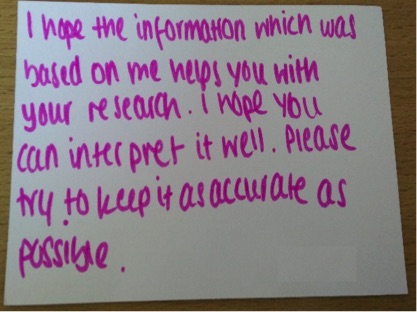 I hope the information which was
based on me helps you with
your research. i hope you
can interpret it well. Please
try to keep it as accurate as
possible.